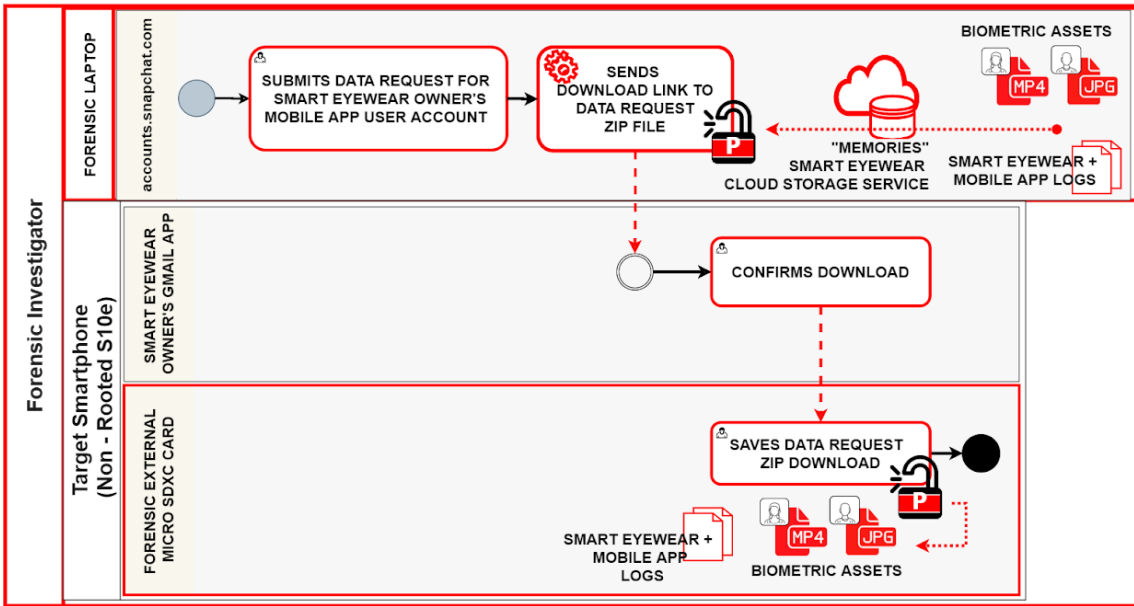 Forensic Investigator
FORENSIC LAPTOP
accounts.snapchat.com
SUBMITS DATA REQUEST FOR
SMART EYEWEAR OWNER'S
MOBILE APP USER ACCOUNT
SENDS
DOWNLOAD LINK TO
DATA REQUEST
ZIP FILE
P
"MEMORIES"
SMART EYEWEAR
CLOUD STORAGE SERVICE
BIOMETRIC ASSETS
MP4
JPG
SMART EYEWEAR +
MOBILE APP LOGS
Target Smartphone
(Non - Rooted S10e)
SMART EYEWEAR
OWNER'S GMAIL APP
CONFIRMS DOWNLOAD
FORENSIC EXTERNAL
MICRO SDXC CARD
SAVES DATA REQUEST
ZIP DOWNLOAD
P
SMART EYEWEAR +
MOBILE APP
LOGS
MP4
JPG
BIOMETRIC ASSETS